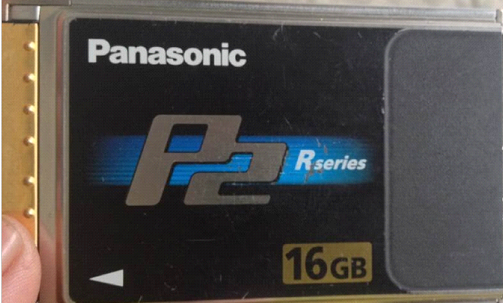 Panasonic
P2 R series
16GB